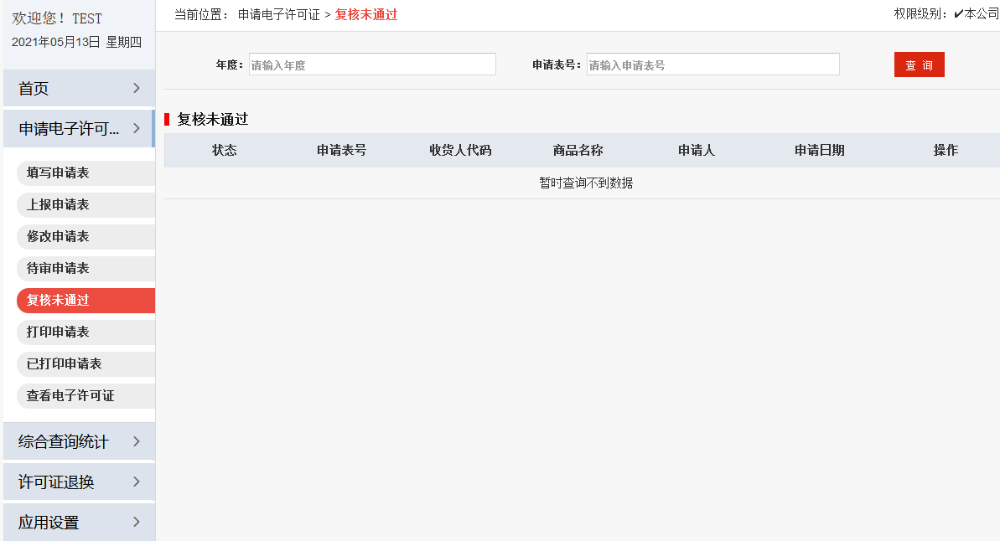 欢迎您！TEST
2021年05月13日 星期四
首页
申请电子许可...
填写申请表
上报申请表
修改申请表
待审申请表
复核未通过
打印申请表
已打印申请表
查看电子许可证
综合查询统计
许可证退换
应用设置
当前位置： 申请电子许可证 > 复核未通过
权限级别：✔本公司
年度： 请输入年度 申请表号： 请输入申请表号 查 询
复核未通过
状态 申请表号 收货人代码 商品名称 申请人 申请日期 操作
暂时查询不到数据